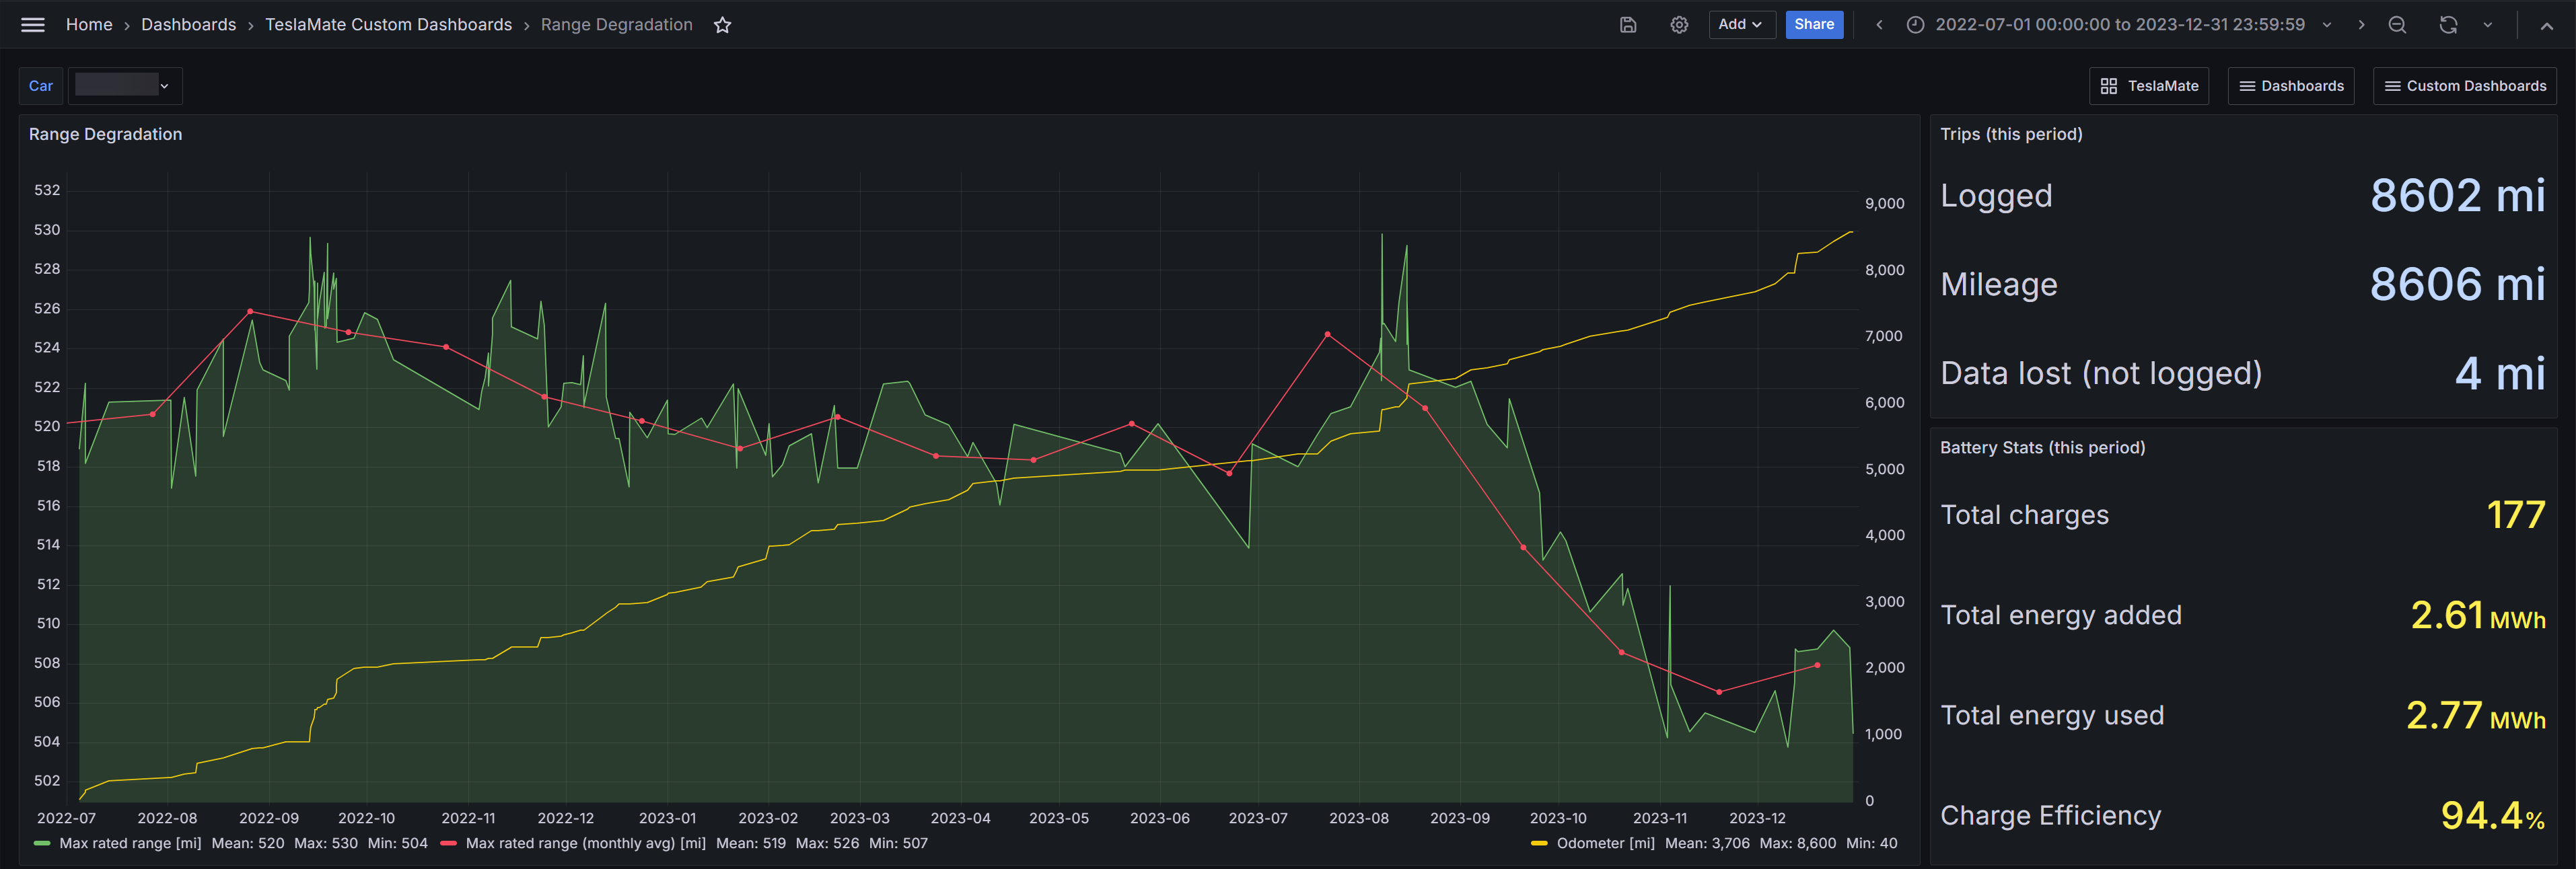 Home › Dashboards › TeslaMate Custom Dashboards › Range Degradation
Add
Share
2022-07-01 00:00:00 to 2023-12-31 23:59:59
Car
TeslaMate
Dashboards
Custom Dashboards
Range Degradation
532
530
528
526
524
522
520
518
516
514
512
510
508
506
504
502
9,000
8,000
7,000
6,000
5,000
4,000
3,000
2,000
1,000
0
2022-07 2022-08 2022-09 2022-10 2022-11 2022-12 2023-01 2023-02 2023-03 2023-04 2023-05 2023-06 2023-07 2023-08 2023-09 2023-10 2023-11 2023-12
Max rated range [mi] Mean: 520 Max: 530 Min: 504 Max rated range (monthly avg) [mi] Mean: 519 Max: 526 Min: 507 Odometer [mi] Mean: 3,706 Max: 8,600 Min: 40
Trips (this period)
Logged 8602 mi
Mileage 8606 mi
Data lost (not logged) 4 mi
Battery Stats (this period)
Total charges 177
Total energy added 2.61 MWh
Total energy used 2.77 MWh
Charge Efficiency 94.4%